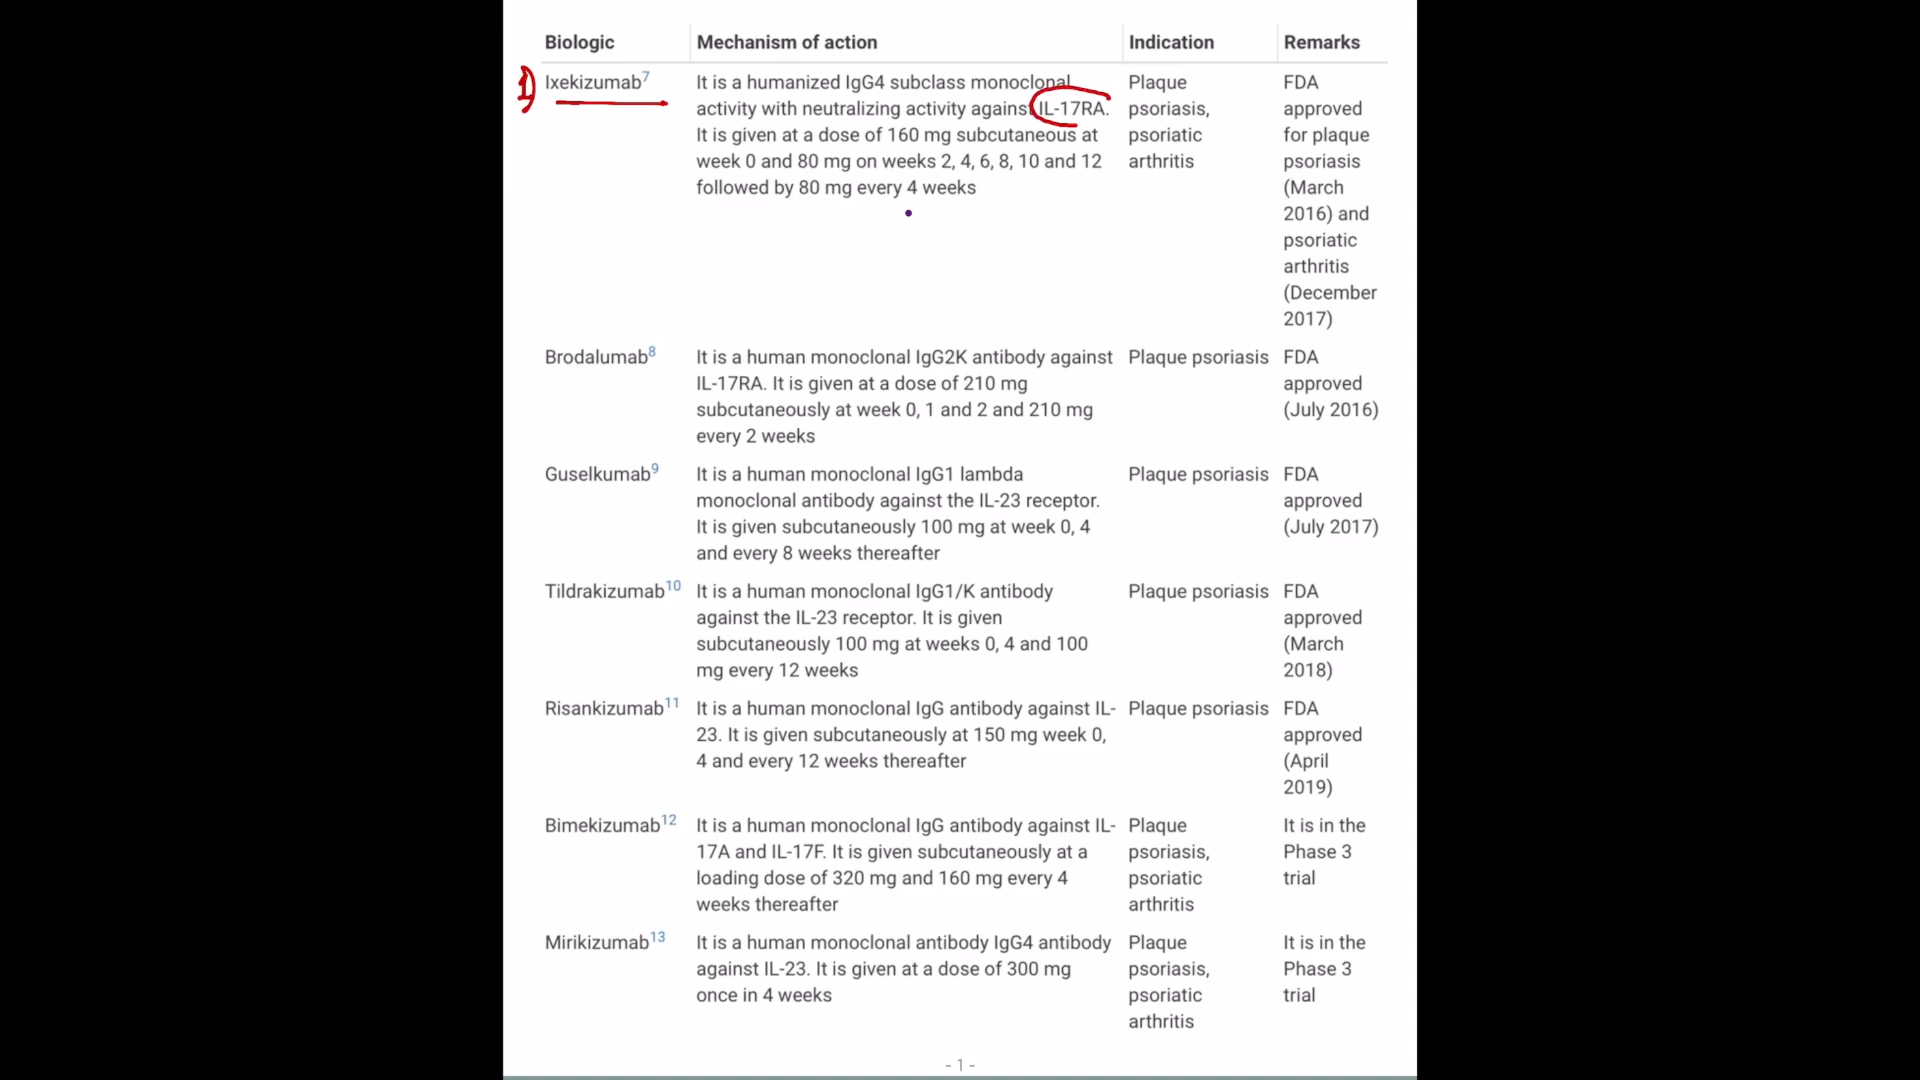 Biologic Mechanism of action Indication Remarks
1) Ixekizumab7 It is a humanized IgG4 subclass monoclonal Plaque FDA
activity with neutralizing activity against IL-17RA. psoriasis, approved
It is given at a dose of 160 mg subcutaneous at psoriatic for plaque
week 0 and 80 mg on weeks 2, 4, 6, 8, 10 and 12 arthritis psoriasis
followed by 80 mg every 4 weeks (March
2016) and
psoriatic
arthritis
(December
2017)
Brodalumab8 It is a human monoclonal IgG2K antibody against Plaque psoriasis FDA
IL-17RA. It is given at a dose of 210 mg approved
subcutaneously at week 0, 1 and 2 and 210 mg (July 2016)
every 2 weeks
Guselkumab9 It is a human monoclonal IgG1 lambda Plaque psoriasis FDA
monoclonal antibody against the IL-23 receptor. approved
It is given subcutaneously 100 mg at week 0, 4 (July 2017)
and every 8 weeks thereafter
Tildrakizumab10 It is a human monoclonal IgG1/K antibody Plaque psoriasis FDA
against the IL-23 receptor. It is given approved
subcutaneously 100 mg at weeks 0, 4 and 100 (March
mg every 12 weeks 2018)
Risankizumab11 It is a human monoclonal IgG antibody against IL- Plaque psoriasis FDA
23. It is given subcutaneously at 150 mg week 0, approved
4 and every 12 weeks thereafter (April
2019)
Bimekizumab12 It is a human monoclonal IgG antibody against IL- Plaque It is in the
17A and IL-17F. It is given subcutaneously at a psoriasis, Phase 3
loading dose of 320 mg and 160 mg every 4 psoriatic trial
weeks thereafter arthritis
Mirikizumab13 It is a human monoclonal antibody IgG4 antibody Plaque It is in the
against IL-23. It is given at a dose of 300 mg psoriasis, Phase 3
once in 4 weeks psoriatic trial
arthritis
- 1 -